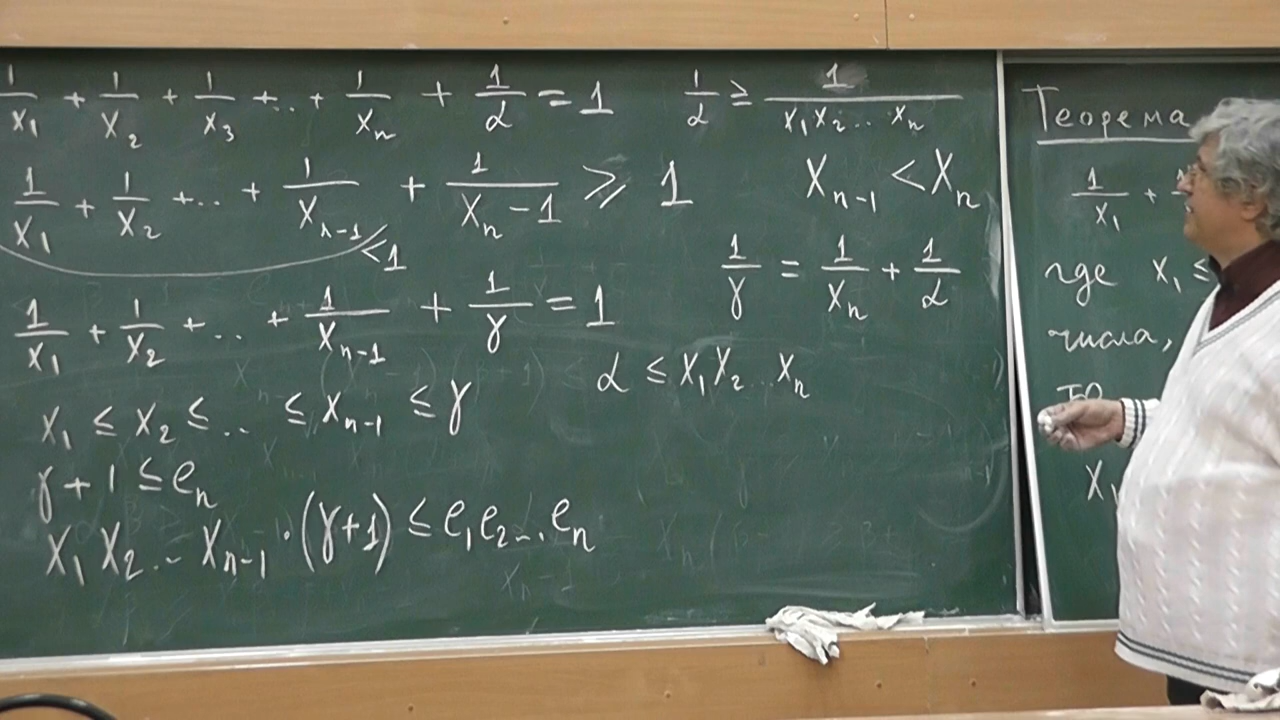 1/x₁ + 1/x₂ + 1/x₃ + .. + 1/xₙ + 1/α = 1
1/α ≥ 1/(x₁x₂...xₙ)
1/x₁ + 1/x₂ + ... + 1/xₙ₋₁ + 1/(xₙ-1) ⩾ 1
<1
xₙ₋₁ < xₙ
1/γ = 1/xₙ + 1/α
1/x₁ + 1/x₂ + ... + 1/xₙ₋₁ + 1/γ = 1
α ≤ x₁x₂...xₙ
x₁ ≤ x₂ ≤ .. ≤ xₙ₋₁ ≤ γ
γ + 1 ≤ eₙ
x₁x₂...xₙ₋₁·(γ+1) ≤ e₁e₂...eₙ
Теорема
1/x₁ +
где x₁ ≤
числа,
то
x₁